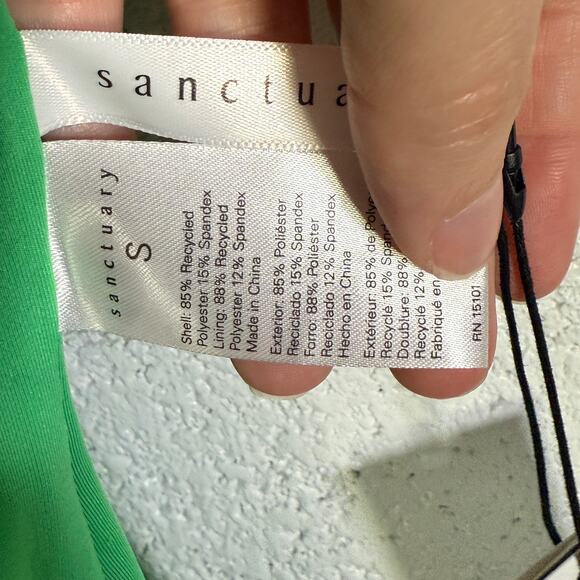 sanctua
sanctuary
S
Shell: 85% Recycled
Polyester 15% Spandex
Lining: 88% Recycled
Polyester 12% Spandex
Made in China
Exterior: 85% Poliéster
Reciclado 15% Spandex
Forro: 88% Poliéster
Reciclado 12% Spandex
Hecho en China
Extérieur: 85% de
Recyclé 15%
Doublure: 88%
Recyclé 12%
Fabriqué en
RN 15101